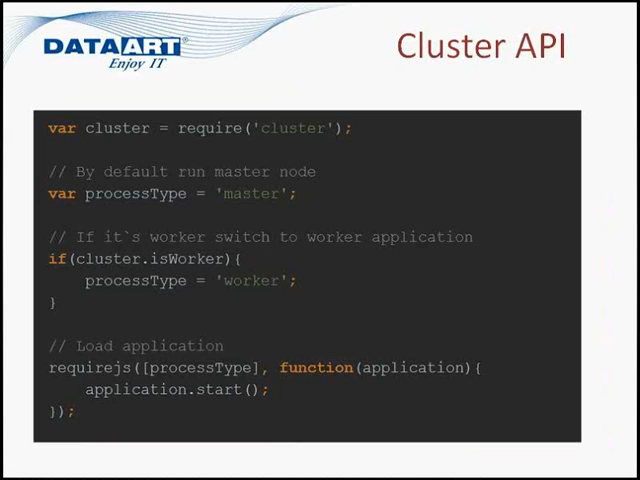 DATAART®
Enjoy IT
Cluster API
var cluster = require('cluster');
// By default run master node
var processType = 'master';
// If it`s worker switch to worker application
if(cluster.isWorker){
processType = 'worker';
}
// Load application
requirejs([processType], function(application){
application.start();
});